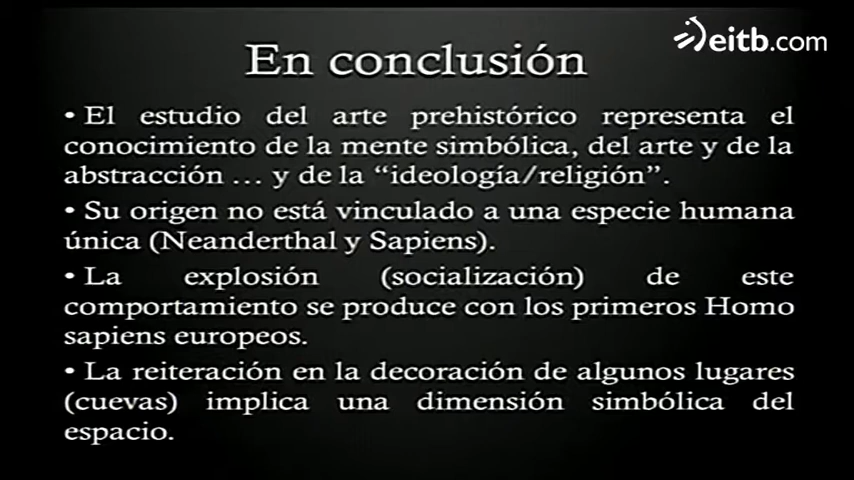 eitb.com
En conclusión
• El estudio del arte prehistórico representa el
conocimiento de la mente simbólica, del arte y de la
abstracción … y de la “ideología/religión”.
• Su origen no está vinculado a una especie humana
única (Neanderthal y Sapiens).
• La explosión (socialización) de este
comportamiento se produce con los primeros Homo
sapiens europeos.
• La reiteración en la decoración de algunos lugares
(cuevas) implica una dimensión simbólica del
espacio.